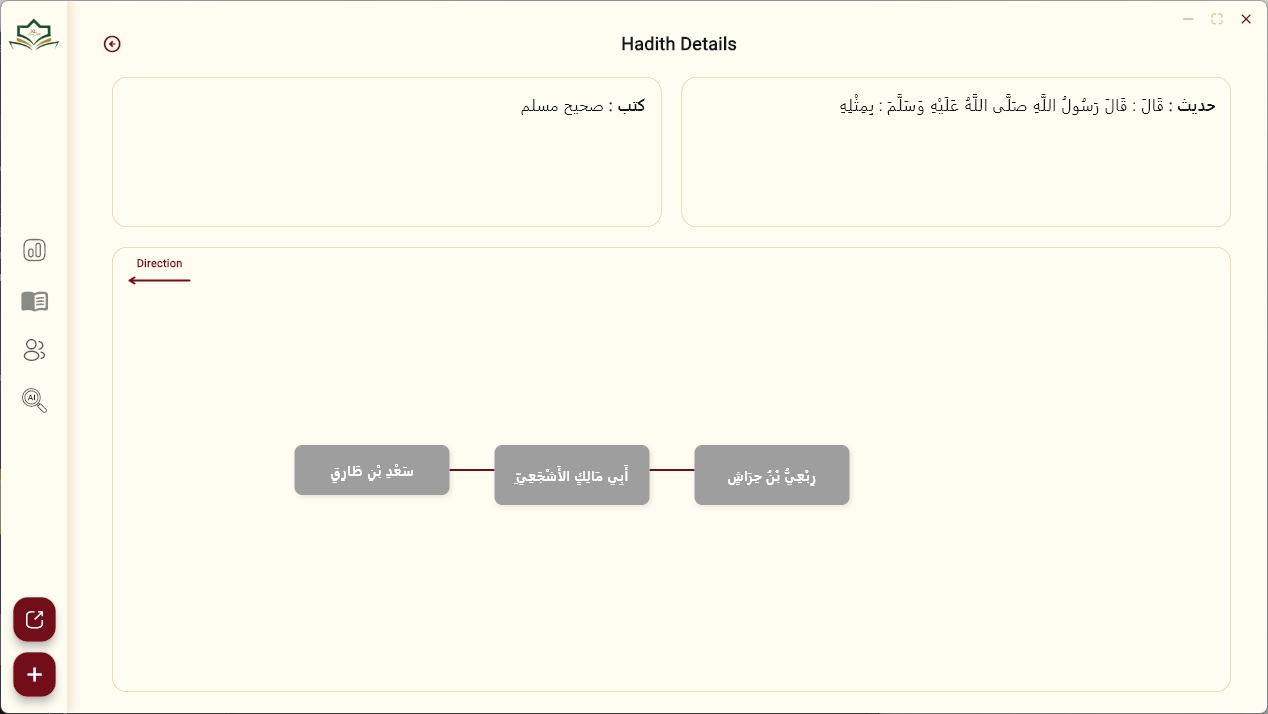 Hadith Details
حديث : قَالَ : قَالَ رَسُولُ اللَّهِ صَلَّى اللَّهُ عَلَيْهِ وَسَلَّمَ : بِمِثْلِهِ
كتب : صحيح مسلم
Direction
رِبْعِيُّ بْنُ حِرَاشٍ
أَبِي مَالِكٍ الأَشْجَعِيِّ
سَعْدِ بْنِ طَارِقٍ
AI